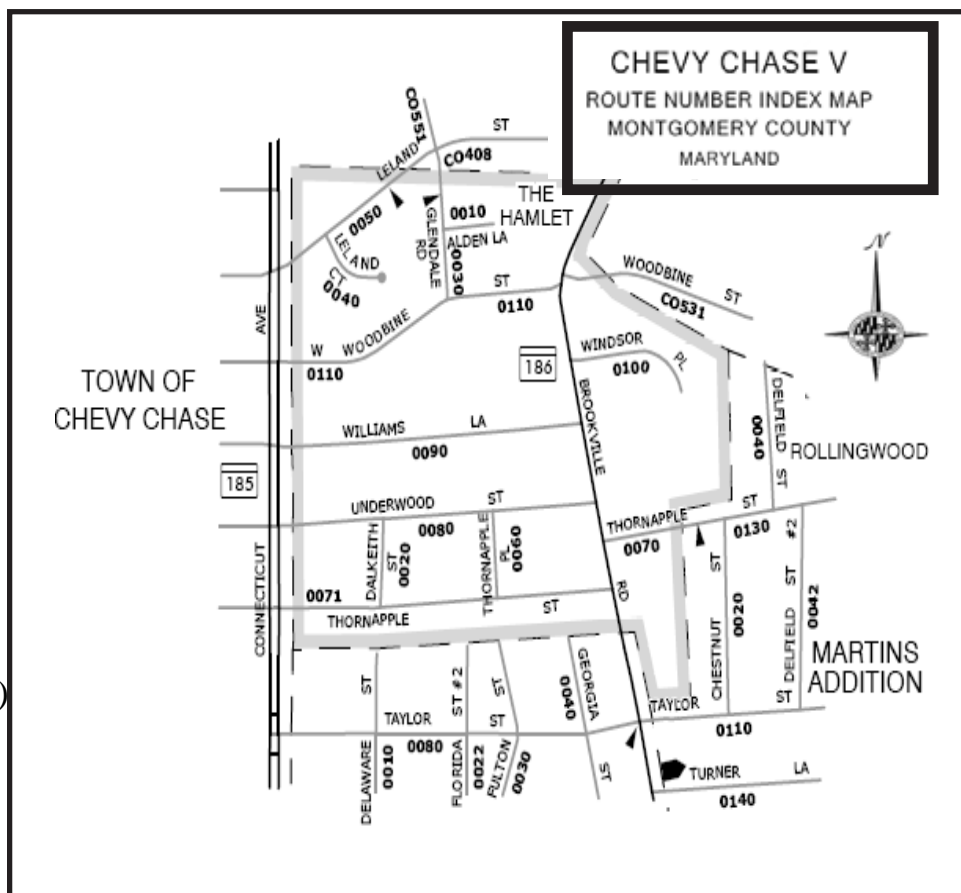 CHEVY CHASE V
ROUTE NUMBER INDEX MAP
MONTGOMERY COUNTY
MARYLAND
CO551
LELAND
ST
CO408
THE
HAMLET
0050
GLENDALE
RD
0010
ALDEN LA
LELAND
CT
0040
0030
ST
0110
WOODBINE
ST
CO531
N
AVE
W WOODBINE
0110
186
WINDSOR
PL
0100
TOWN OF
CHEVY CHASE
BROOKVILLE
DELFIELD
ST
0040
ROLLINGWOOD
WILLIAMS
LA
0090
185
UNDERWOOD
ST
0080
THORNAPPLE
ST
0070
0130
DALKEITH
ST
0020
THORNAPPLE
PL
0060
CONNECTICUT
0071
THORNAPPLE
ST
RD
CHESTNUT
ST
0020
DELFIELD
ST
#2
0042
MARTINS
ADDITION
)
DELAWARE
ST
0010
FLORIDA
ST #2
0022
FULTON
ST
0030
GEORGIA
ST
0040
TAYLOR
ST
0080
TAYLOR
ST
0110
TURNER
LA
0140